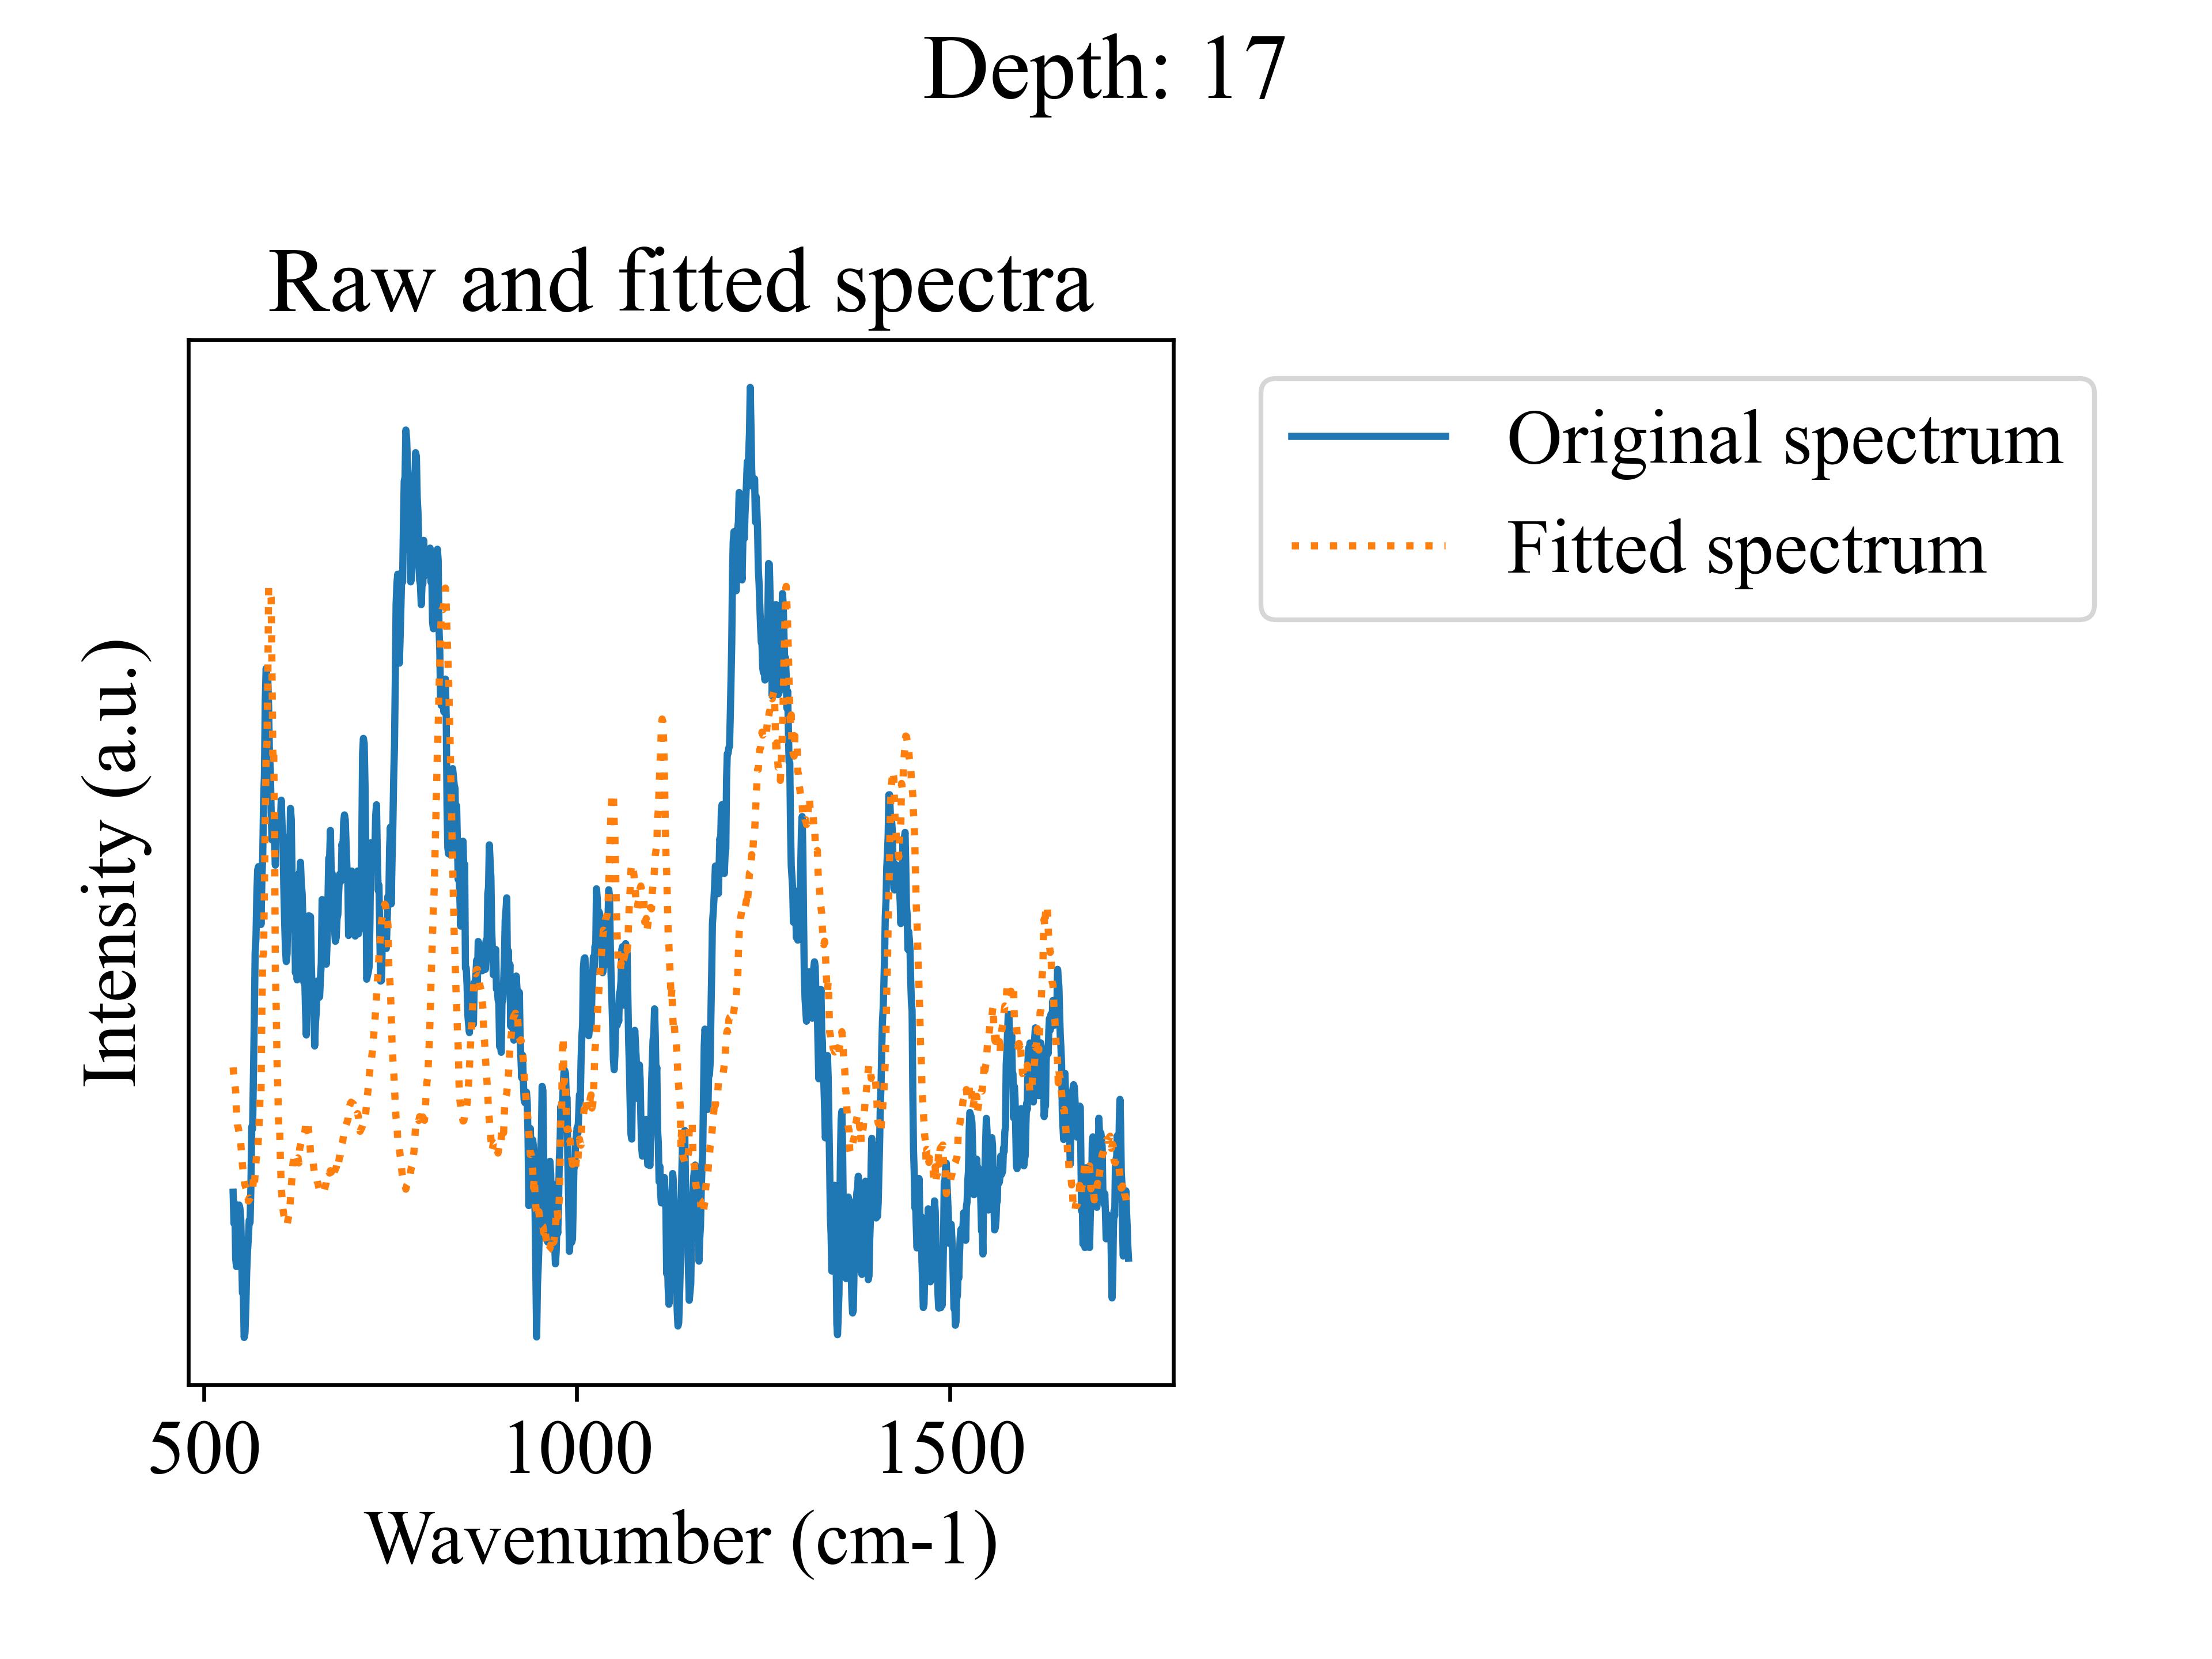 Depth: 17
Raw and fitted spectra
Original spectrum
Fitted spectrum
Intensity (a.u.)
500 1000 1500
Wavenumber (cm-1)